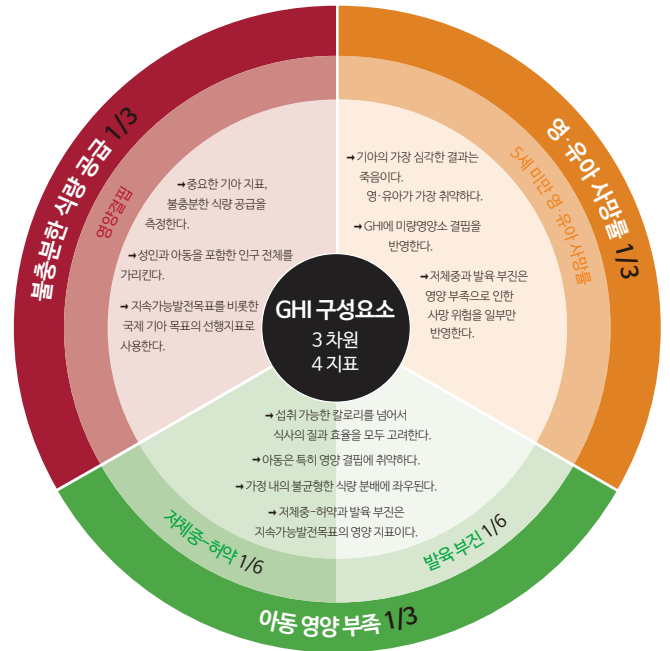 불충분한 식량 공급 1/3
영양결핍
→중요한 기아 지표,
불충분한 식량 공급을
측정한다.
→성인과 아동을 포함한 인구 전체를
가리킨다.
→ 지속가능발전목표를 비롯한
국제 기아 목표의 선행지표로
사용한다.
영·유아 사망률 1/3
5세 미만 영·유아 사망률
→기아의 가장 심각한 결과는
죽음이다.
영·유아가 가장 취약하다.
→GHI에 미량영양소 결핍을
반영한다.
→저체중과 발육 부진은
영양 부족으로 인한
사망 위험을 일부만
반영한다.
GHI 구성요소
3 차원
4 지표
→섭취 가능한 칼로리를 넘어서
식사의 질과 효율을 모두 고려한다.
→아동은 특히 영양 결핍에 취약하다.
→가정 내의 불균형한 식량 분배에 좌우된다.
→ 저체중-허약과 발육 부진은
지속가능발전목표의 영양 지표이다.
저체중-허약 1/6
발육 부진 1/6
아동 영양 부족 1/3